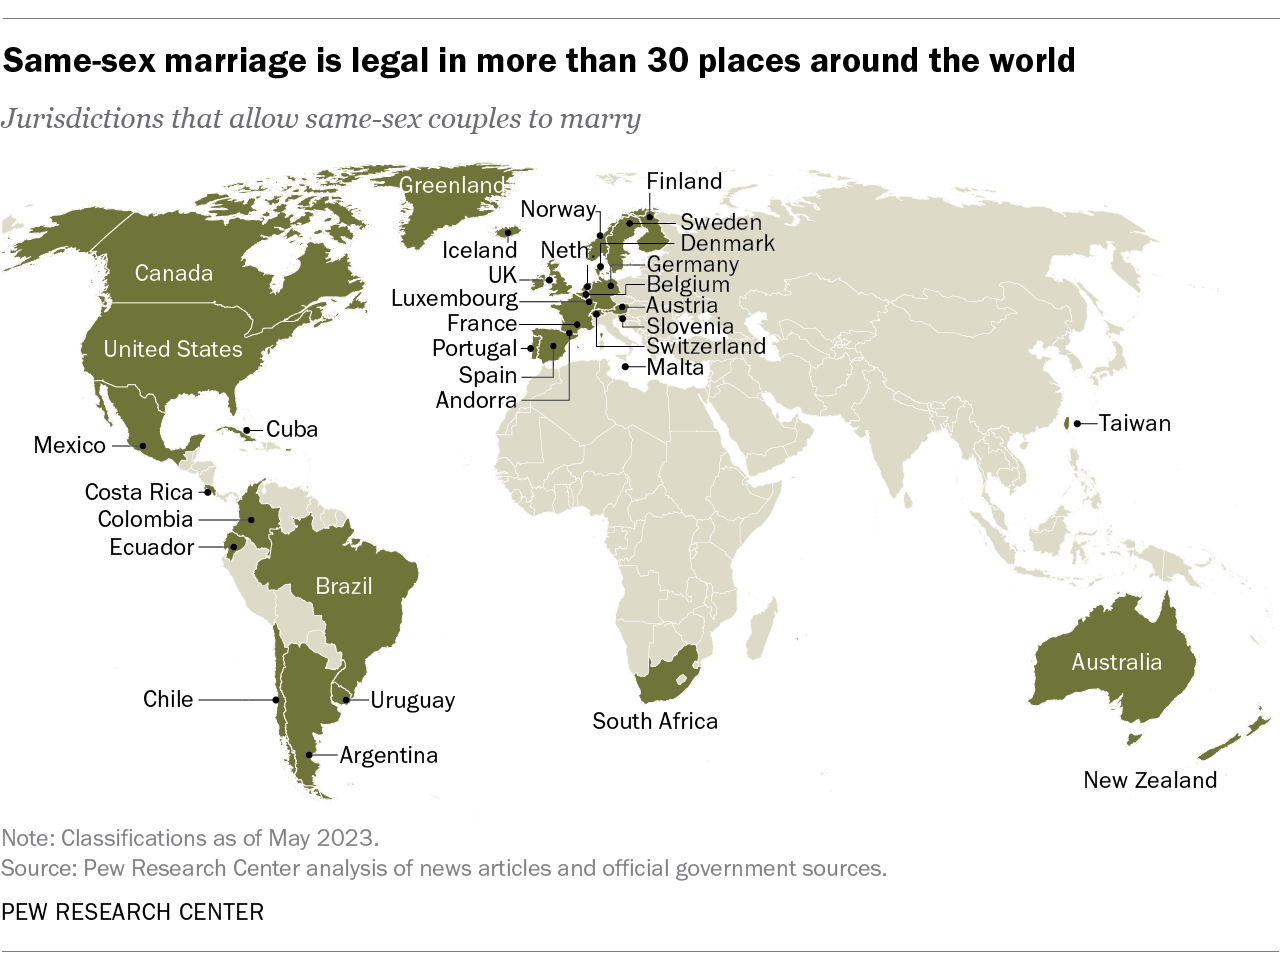 Same-sex marriage is legal in more than 30 places around the world
Jurisdictions that allow same-sex couples to marry
Greenland
Finland
Norway
Sweden
Iceland
Neth.
Denmark
Canada
UK
Germany
Belgium
Luxembourg
Austria
France
Slovenia
United States
Portugal
Switzerland
Spain
Malta
Andorra
Mexico
Cuba
Taiwan
Costa Rica
Colombia
Ecuador
Brazil
Australia
Chile
Uruguay
South Africa
Argentina
New Zealand
Note: Classifications as of May 2023.
Source: Pew Research Center analysis of news articles and official government sources.
PEW RESEARCH CENTER